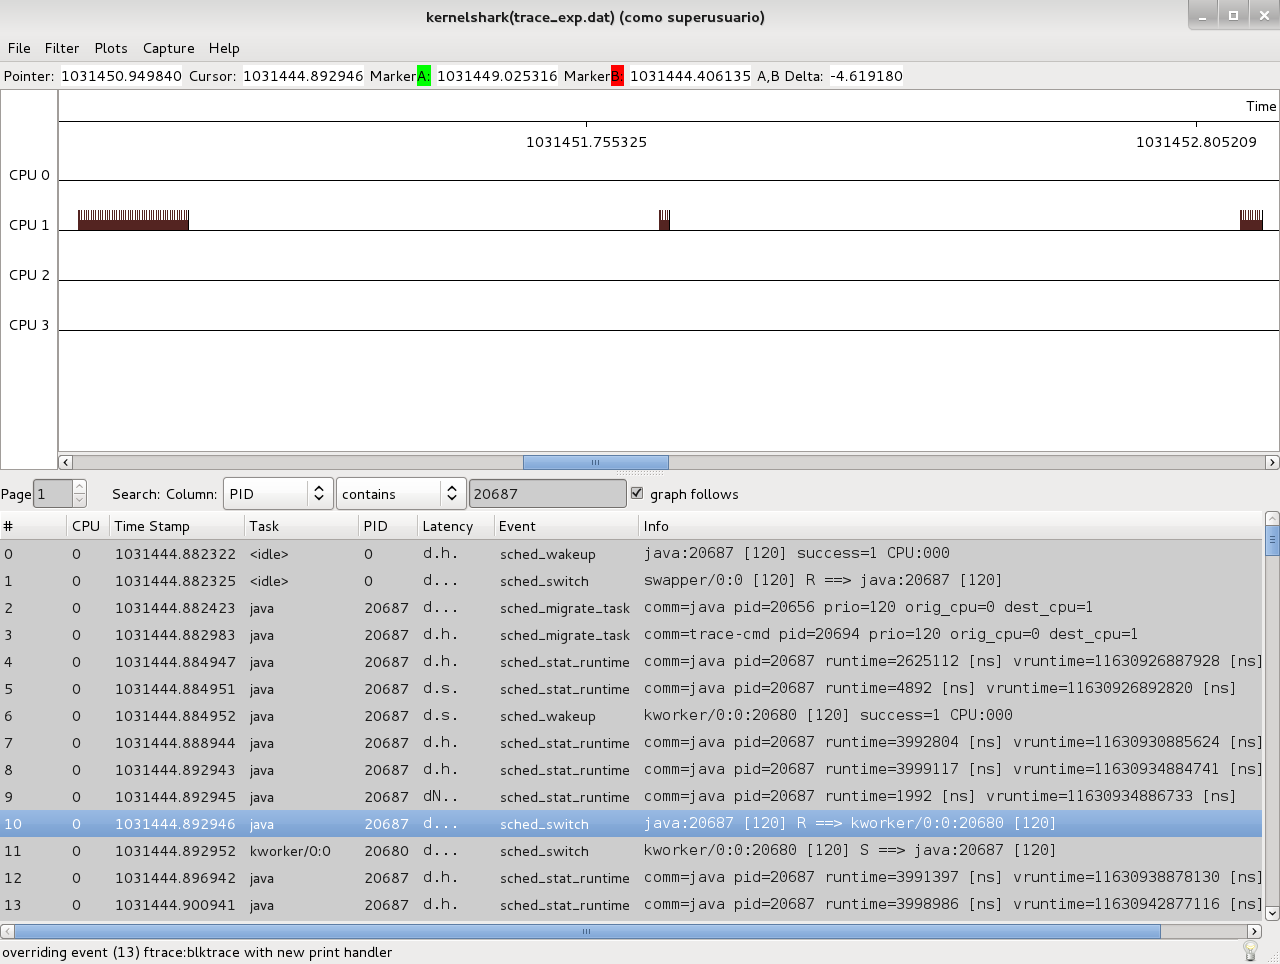 kernelshark(trace_exp.dat) (como superusuario)
File Filter Plots Capture Help
Pointer: 1031450.949840 Cursor: 1031444.892946 Marker A: 1031449.025316 Marker B: 1031444.406135 A,B Delta: -4.619180
Time
1031451.755325 1031452.805209
CPU 0
CPU 1
CPU 2
CPU 3
Page 1 Search: Column: PID contains 20687 graph follows
# CPU Time Stamp Task PID Latency Event Info
0 0 1031444.882322 <idle> 0 d.h. sched_wakeup java:20687 [120] success=1 CPU:000
1 0 1031444.882325 <idle> 0 d... sched_switch swapper/0:0 [120] R ==> java:20687 [120]
2 0 1031444.882423 java 20687 d... sched_migrate_task comm=java pid=20656 prio=120 orig_cpu=0 dest_cpu=1
3 0 1031444.882983 java 20687 d.h. sched_migrate_task comm=trace-cmd pid=20694 prio=120 orig_cpu=0 dest_cpu=1
4 0 1031444.884947 java 20687 d.h. sched_stat_runtime comm=java pid=20687 runtime=2625112 [ns] vruntime=11630926887928 [ns]
5 0 1031444.884951 java 20687 d.s. sched_stat_runtime comm=java pid=20687 runtime=4892 [ns] vruntime=11630926892820 [ns]
6 0 1031444.884952 java 20687 d.s. sched_wakeup kworker/0:0:20680 [120] success=1 CPU:000
7 0 1031444.888944 java 20687 d.h. sched_stat_runtime comm=java pid=20687 runtime=3992804 [ns] vruntime=11630930885624 [ns]
8 0 1031444.892943 java 20687 d.h. sched_stat_runtime comm=java pid=20687 runtime=3999117 [ns] vruntime=11630934884741 [ns]
9 0 1031444.892945 java 20687 dN.. sched_stat_runtime comm=java pid=20687 runtime=1992 [ns] vruntime=11630934886733 [ns]
10 0 1031444.892946 java 20687 d... sched_switch java:20687 [120] R ==> kworker/0:0:20680 [120]
11 0 1031444.892952 kworker/0:0 20680 d... sched_switch kworker/0:0:20680 [120] S ==> java:20687 [120]
12 0 1031444.896942 java 20687 d.h. sched_stat_runtime comm=java pid=20687 runtime=3991397 [ns] vruntime=11630938878130 [ns]
13 0 1031444.900941 java 20687 d.h. sched_stat_runtime comm=java pid=20687 runtime=3998986 [ns] vruntime=11630942877116 [ns]
overriding event (13) ftrace:blktrace with new print handler